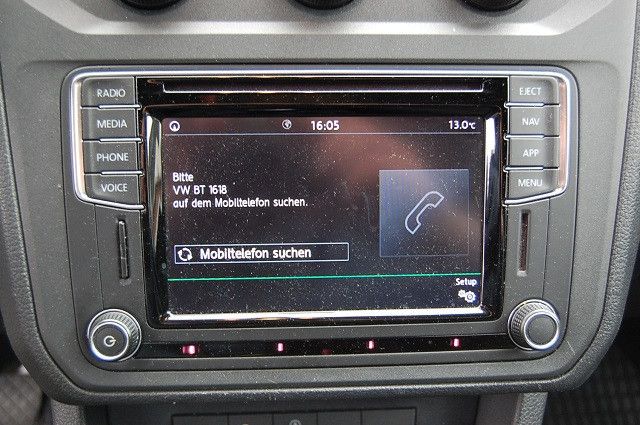 RADIO
MEDIA
PHONE
VOICE
16:05
13.0°C
Bitte
VW BT 1618
auf dem Mobiltelefon suchen.
Mobiltelefon suchen
Setup
EJECT
NAV
APP
MENU